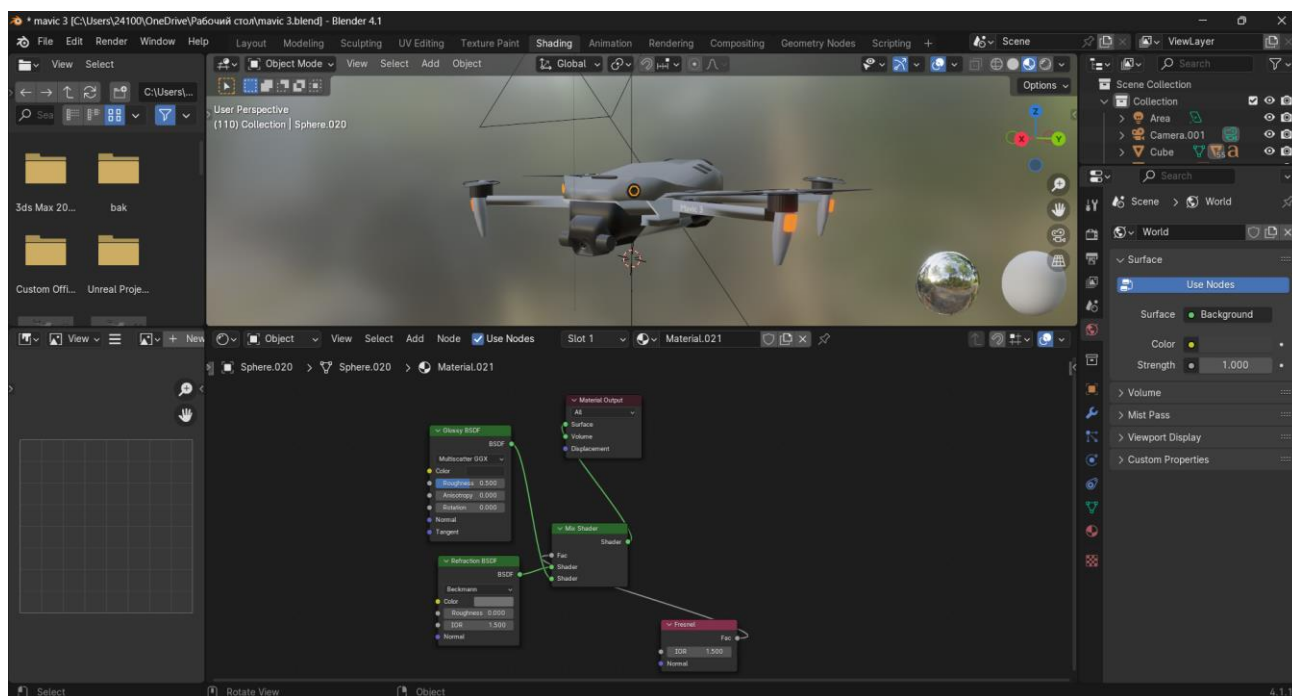 * mavic 3 [C:\Users\24100\OneDrive\Рабочий стол\mavic 3.blend] - Blender 4.1
File Edit Render Window Help Layout Modeling Sculpting UV Editing Texture Paint Shading Animation Rendering Compositing Geometry Nodes Scripting + Scene ViewLayer
View Select
Object Mode View Select Add Object Global
Search
C:\Users\...
Options
Scene Collection
Collection
Area
Camera.001
Cube
User Perspective
(110) Collection | Sphere.020
Z
X
Y
3ds Max 20...
bak
Custom Offi...
Unreal Proje...
Search
Scene > World
World
Surface
Use Nodes
Surface Background
Color
Strength 1.000
Volume
Mist Pass
Viewport Display
Custom Properties
View
+ New
Object View Select Add Node Use Nodes Slot 1 Material.021
Sphere.020 > Sphere.020 > Material.021
Material Output
All
Surface
Volume
Displacement
Glossy BSDF
BSDF
Multiscatter GGX
Color
Roughness 0.500
Anisotropy 0.000
Rotation 0.000
Normal
Tangent
Mix Shader
Shader
Fac
Shader
Shader
Refraction BSDF
BSDF
Beckmann
Color
Roughness 0.000
IOR 1.500
Normal
Fresnel
Fac
IOR 1.500
Normal
Select
Rotate View
Object